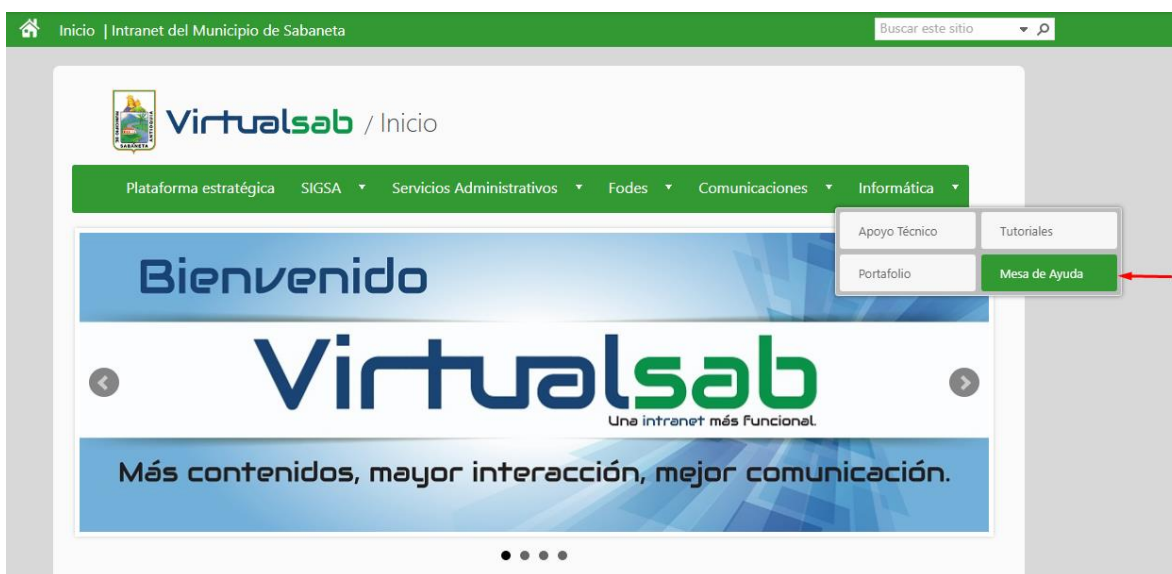 Inicio | Intranet del Municipio de Sabaneta
Buscar este sitio
SABANETA
Virtualsab / Inicio
Plataforma estratégica SIGSA Servicios Administrativos Fodes Comunicaciones Informática
Apoyo Técnico Tutoriales
Portafolio Mesa de Ayuda
Bienvenido
Virtualsab
Una intranet más Funcional.
Más contenidos, mayor interacción, mejor comunicación.